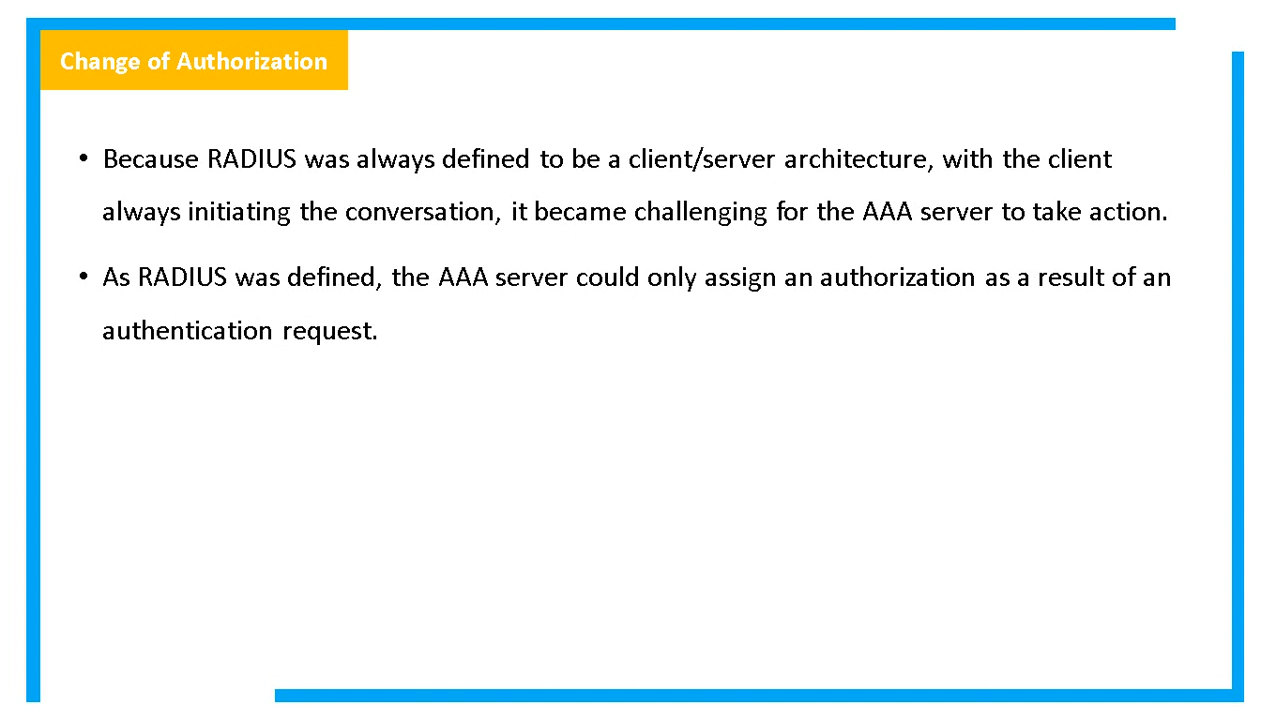 Change of Authorization
• Because RADIUS was always defined to be a client/server architecture, with the client
always initiating the conversation, it became challenging for the AAA server to take action.
• As RADIUS was defined, the AAA server could only assign an authorization as a result of an
authentication request.